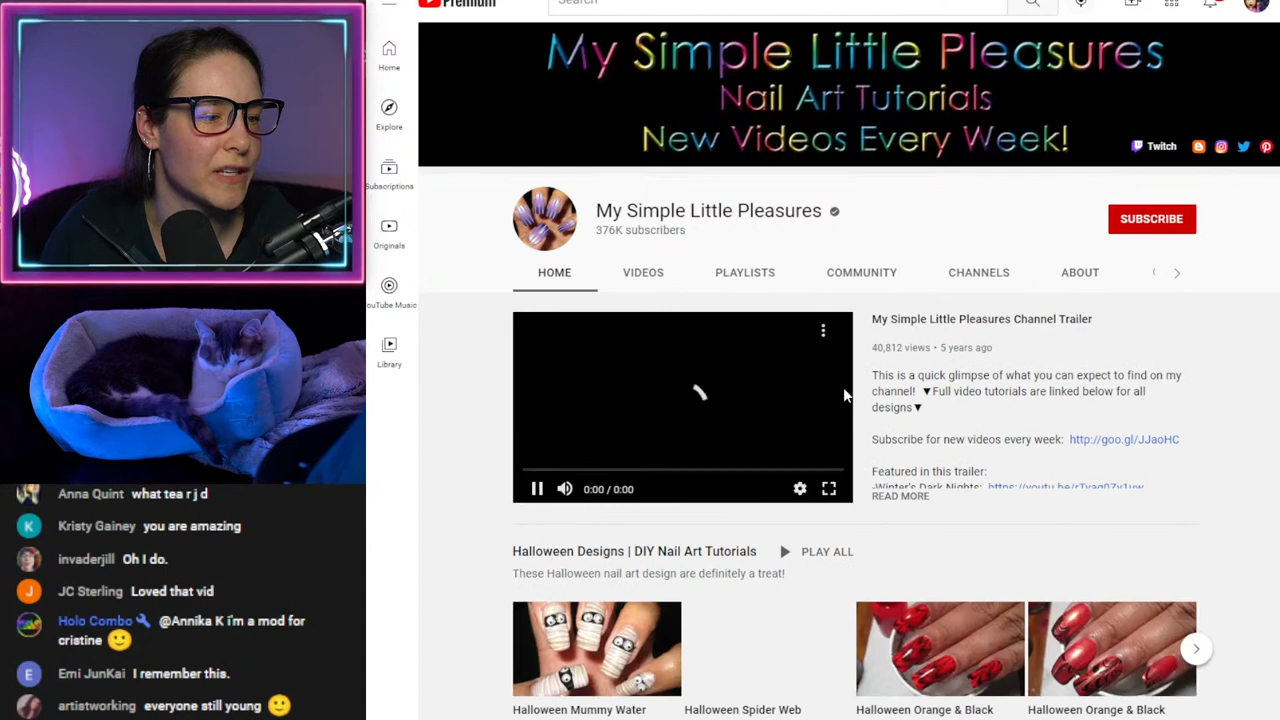 Premium
Search
My Simple Little Pleasures
Nail Art Tutorials
New Videos Every Week!
Twitch
Home
Explore
Subscriptions
Originals
YouTube Music
Library
My Simple Little Pleasures
376K subscribers
SUBSCRIBE
HOME VIDEOS PLAYLISTS COMMUNITY CHANNELS ABOUT
0:00 / 0:00
My Simple Little Pleasures Channel Trailer
40,812 views • 5 years ago
This is a quick glimpse of what you can expect to find on my
channel! ▼Full video tutorials are linked below for all
designs▼
Subscribe for new videos every week: http://goo.gl/JJaoHC
Featured in this trailer:
-Winter's Dark Nights:
READ MORE
Halloween Designs | DIY Nail Art Tutorials PLAY ALL
These Halloween nail art design are definitely a treat!
Halloween Mummy Water
Halloween Spider Web
Halloween Orange & Black
Halloween Orange & Black
Anna Quint what tea r j d
K Kristy Gainey you are amazing
invaderjill Oh I do.
J JC Sterling Loved that vid
Holo Combo @Annika K i'm a mod for
cristine 🙂
E Emi JunKai I remember this.
artistworking everyone still young 🙂